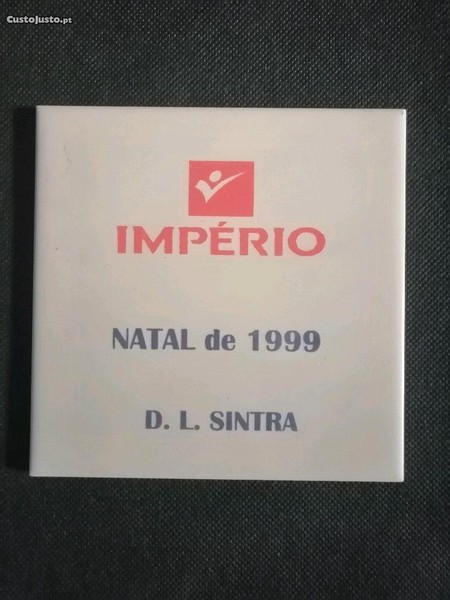 CustoJusto.pt
IMPÉRIO
NATAL de 1999
D. L. SINTRA